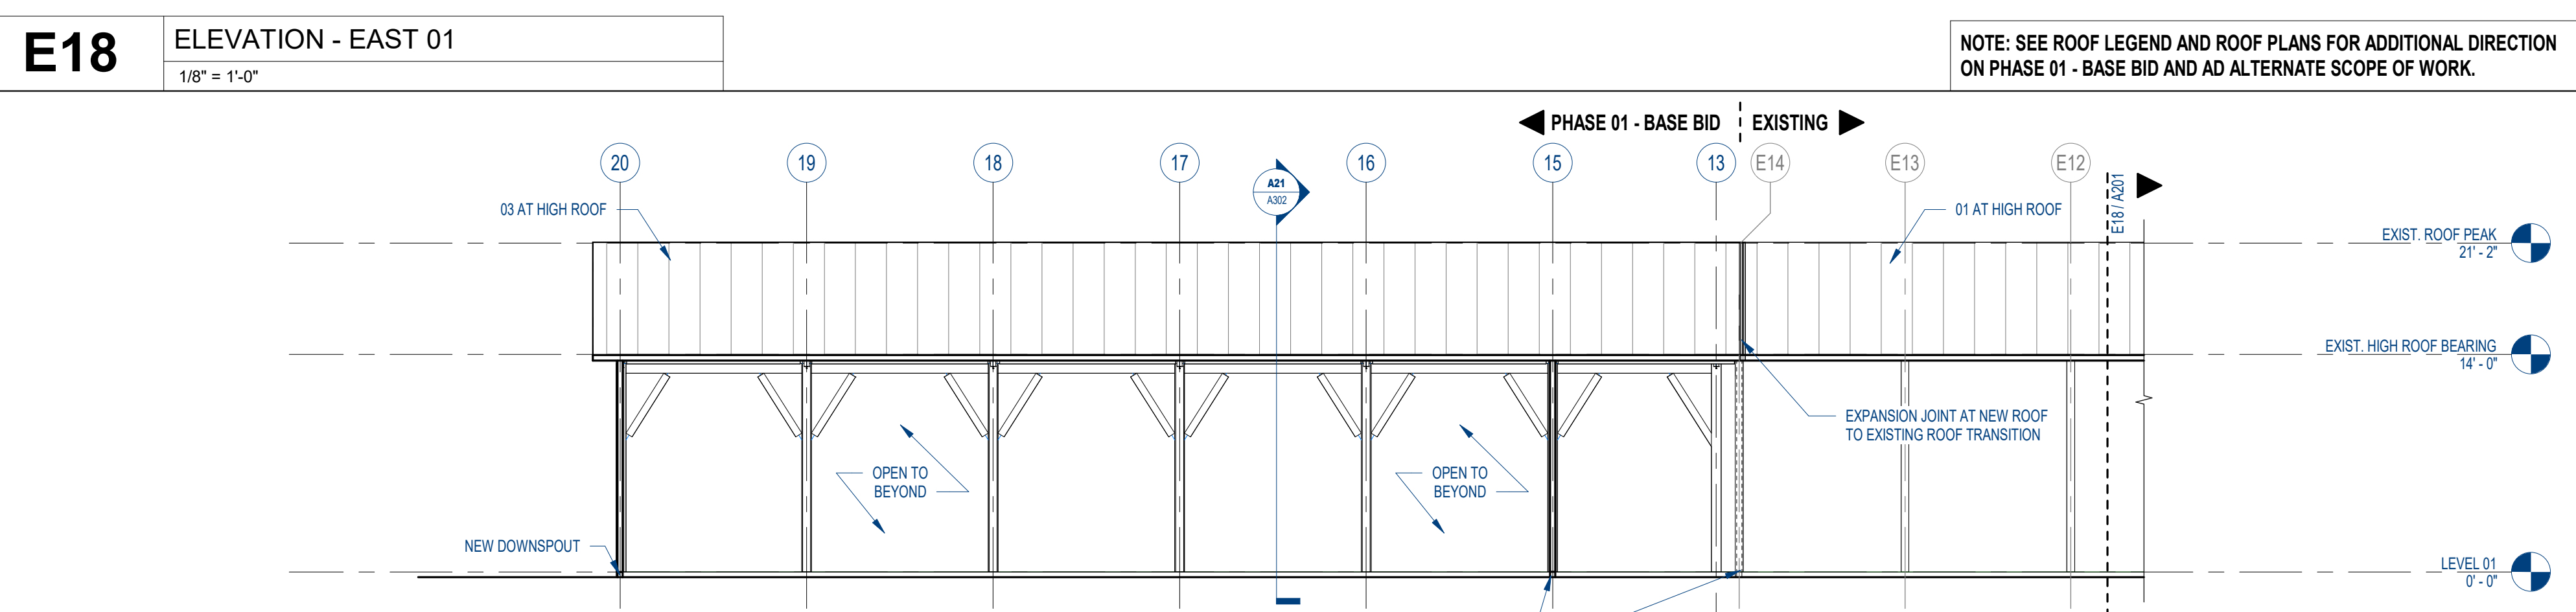 E18
ELEVATION - EAST 01
1/8" = 1'-0"
NOTE: SEE ROOF LEGEND AND ROOF PLANS FOR ADDITIONAL DIRECTION
ON PHASE 01 - BASE BID AND AD ALTERNATE SCOPE OF WORK.
PHASE 01 - BASE BID
EXISTING
20
19
18
17
A21
A302
16
15
13
E14
E13
E12
E18 / A201
03 AT HIGH ROOF
01 AT HIGH ROOF
EXIST. ROOF PEAK
21' - 2"
EXIST. HIGH ROOF BEARING
14' - 0"
EXPANSION JOINT AT NEW ROOF
TO EXISTING ROOF TRANSITION
OPEN TO
BEYOND
OPEN TO
BEYOND
NEW DOWNSPOUT
LEVEL 01
0' - 0"